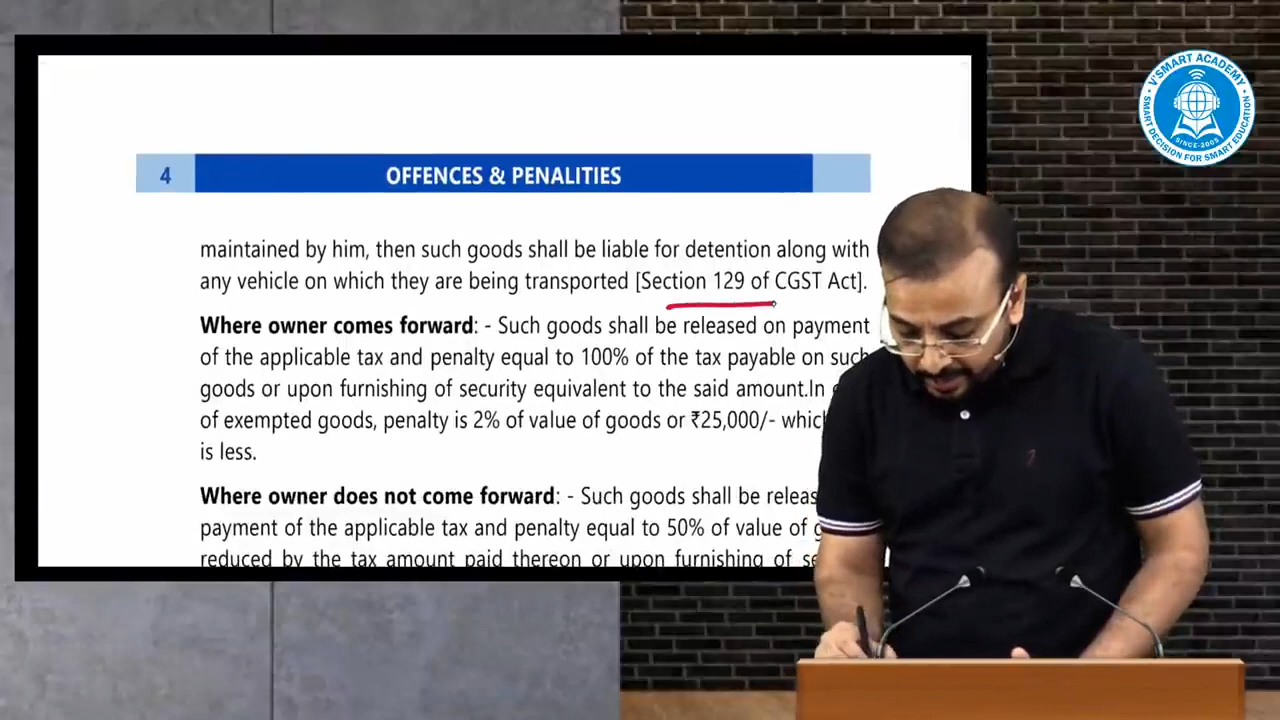 V'SMART ACADEMY
SMART DECISION FOR SMART EDUCATION
SINCE-2005
4 OFFENCES & PENALITIES
maintained by him, then such goods shall be liable for detention along with
any vehicle on which they are being transported [Section 129 of CGST Act].
Where owner comes forward: - Such goods shall be released on payment
of the applicable tax and penalty equal to 100% of the tax payable on such
goods or upon furnishing of security equivalent to the said amount.In
of exempted goods, penalty is 2% of value of goods or ₹25,000/-
is less.
Where owner does not come forward: - Such goods shall be
payment of the applicable tax and penalty equal to 50% of value of
reduced by the tax amount paid thereon or upon furnishing of